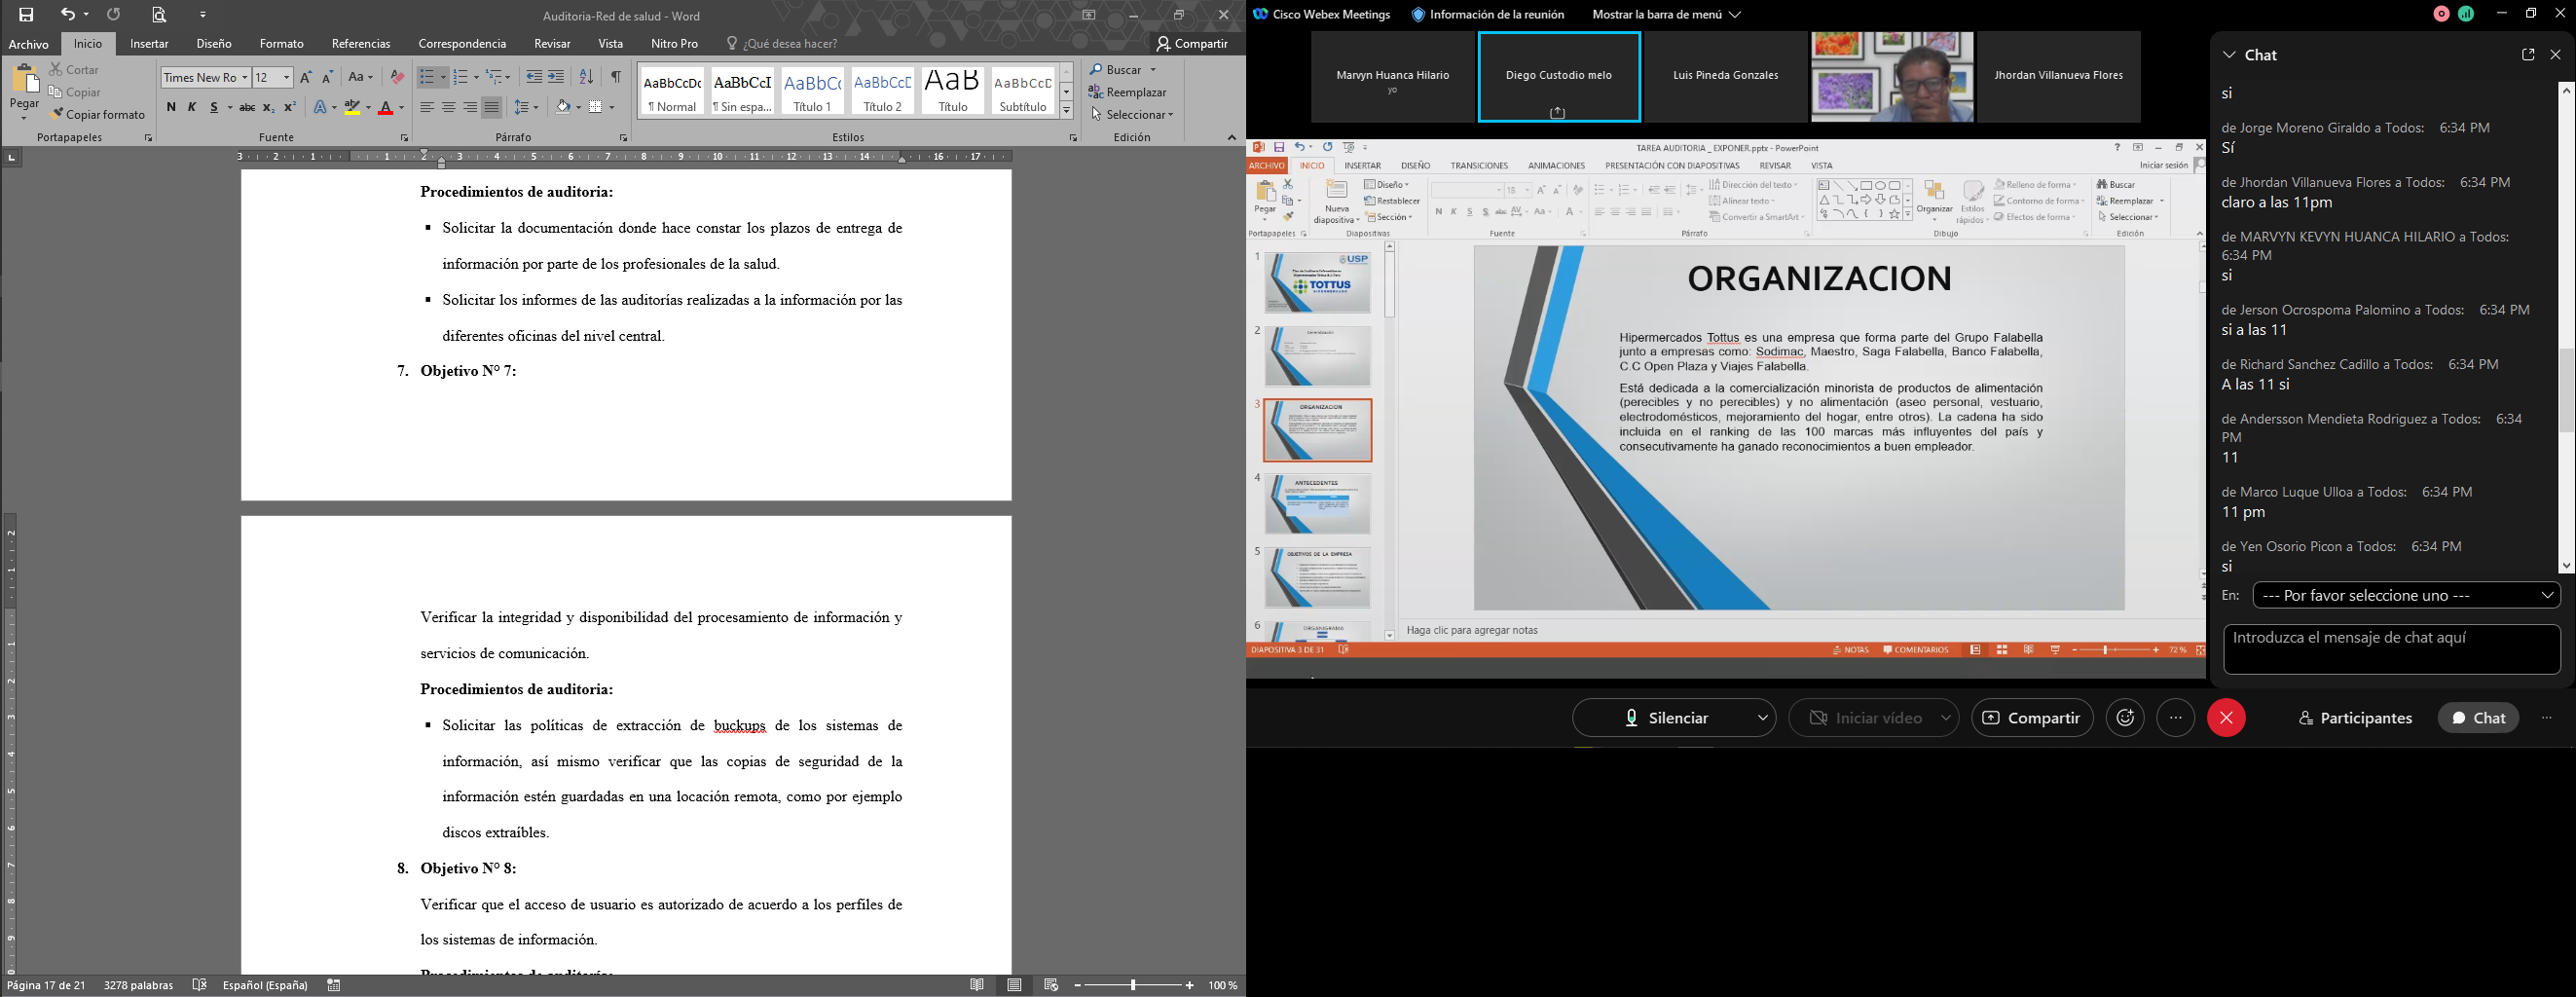 Auditoria-Red de salud - Word
Archivo Inicio Insertar Diseño Formato Referencias Correspondencia Revisar Vista Nitro Pro ¿Qué desea hacer? Compartir
Pegar
Cortar
Copiar
Copiar formato
Times New Ro 12
N K S abc x₂ x²
AaBbCcDc AaBbCcI AaBbC( AaBbCcE AaB AaBbCcD
¶ Normal ¶ Sin espa... Título 1 Título 2 Título Subtítulo
Buscar
Reemplazar
Seleccionar
Portapapeles Fuente Párrafo Estilos Edición
Procedimientos de auditoria:
▪ Solicitar la documentación donde hace constar los plazos de entrega de
información por parte de los profesionales de la salud.
▪ Solicitar los informes de las auditorías realizadas a la información por las
diferentes oficinas del nivel central.
7. Objetivo N° 7:
Verificar la integridad y disponibilidad del procesamiento de información y
servicios de comunicación.
Procedimientos de auditoria:
▪ Solicitar las políticas de extracción de buckups de los sistemas de
información, así mismo verificar que las copias de seguridad de la
información estén guardadas en una locación remota, como por ejemplo
discos extraíbles.
8. Objetivo N° 8:
Verificar que el acceso de usuario es autorizado de acuerdo a los perfiles de
los sistemas de información.
Página 17 de 21 3278 palabras Español (España) 100 %
Cisco Webex Meetings Información de la reunión Mostrar la barra de menú
Marvyn Huanca Hilario
yo
Diego Custodio melo
Luis Pineda Gonzales
Jhordan Villanueva Flores
TAREA AUDITORIA _ EXPONER.pptx - PowerPoint
ARCHIVO INICIO INSERTAR DISEÑO TRANSICIONES ANIMACIONES PRESENTACIÓN CON DIAPOSITIVAS REVISAR VISTA Iniciar sesión
Pegar
Nueva
diapositiva
Diseño
Restablecer
Sección
18
Dirección del texto
Alinear texto
Convertir a SmartArt
Organizar
Estilos
rápidos
Relleno de forma
Contorno de forma
Efectos de forma
Buscar
Reemplazar
Seleccionar
Portapapeles Diapositivas Fuente Párrafo Dibujo Edición
1
USP
TOTTUS
2
3
ORGANIZACION
4
ANTECEDENTES
5
OBJETIVOS DE LA EMPRESA
6
ORGANIGRAMA
ORGANIZACION
Hipermercados Tottus es una empresa que forma parte del Grupo Falabella
junto a empresas como: Sodimac, Maestro, Saga Falabella, Banco Falabella,
C.C Open Plaza y Viajes Falabella.
Está dedicada a la comercialización minorista de productos de alimentación
(perecibles y no perecibles) y no alimentación (aseo personal, vestuario,
electrodomésticos, mejoramiento del hogar, entre otros). La cadena ha sido
incluida en el ranking de las 100 marcas más influyentes del país y
consecutivamente ha ganado reconocimientos a buen empleador.
Haga clic para agregar notas
DIAPOSITIVA 3 DE 31 NOTAS COMENTARIOS 72 %
Silenciar Iniciar vídeo Compartir Participantes Chat
Chat
si
de Jorge Moreno Giraldo a Todos: 6:34 PM
Sí
de Jhordan Villanueva Flores a Todos: 6:34 PM
claro a las 11pm
de MARVYN KEVYN HUANCA HILARIO a Todos:
6:34 PM
si
de Jerson Ocrospoma Palomino a Todos: 6:34 PM
si a las 11
de Richard Sanchez Cadillo a Todos: 6:34 PM
A las 11 si
de Andersson Mendieta Rodriguez a Todos: 6:34
PM
11
de Marco Luque Ulloa a Todos: 6:34 PM
11 pm
de Yen Osorio Picon a Todos: 6:34 PM
si
En: --- Por favor seleccione uno ---
Introduzca el mensaje de chat aquí